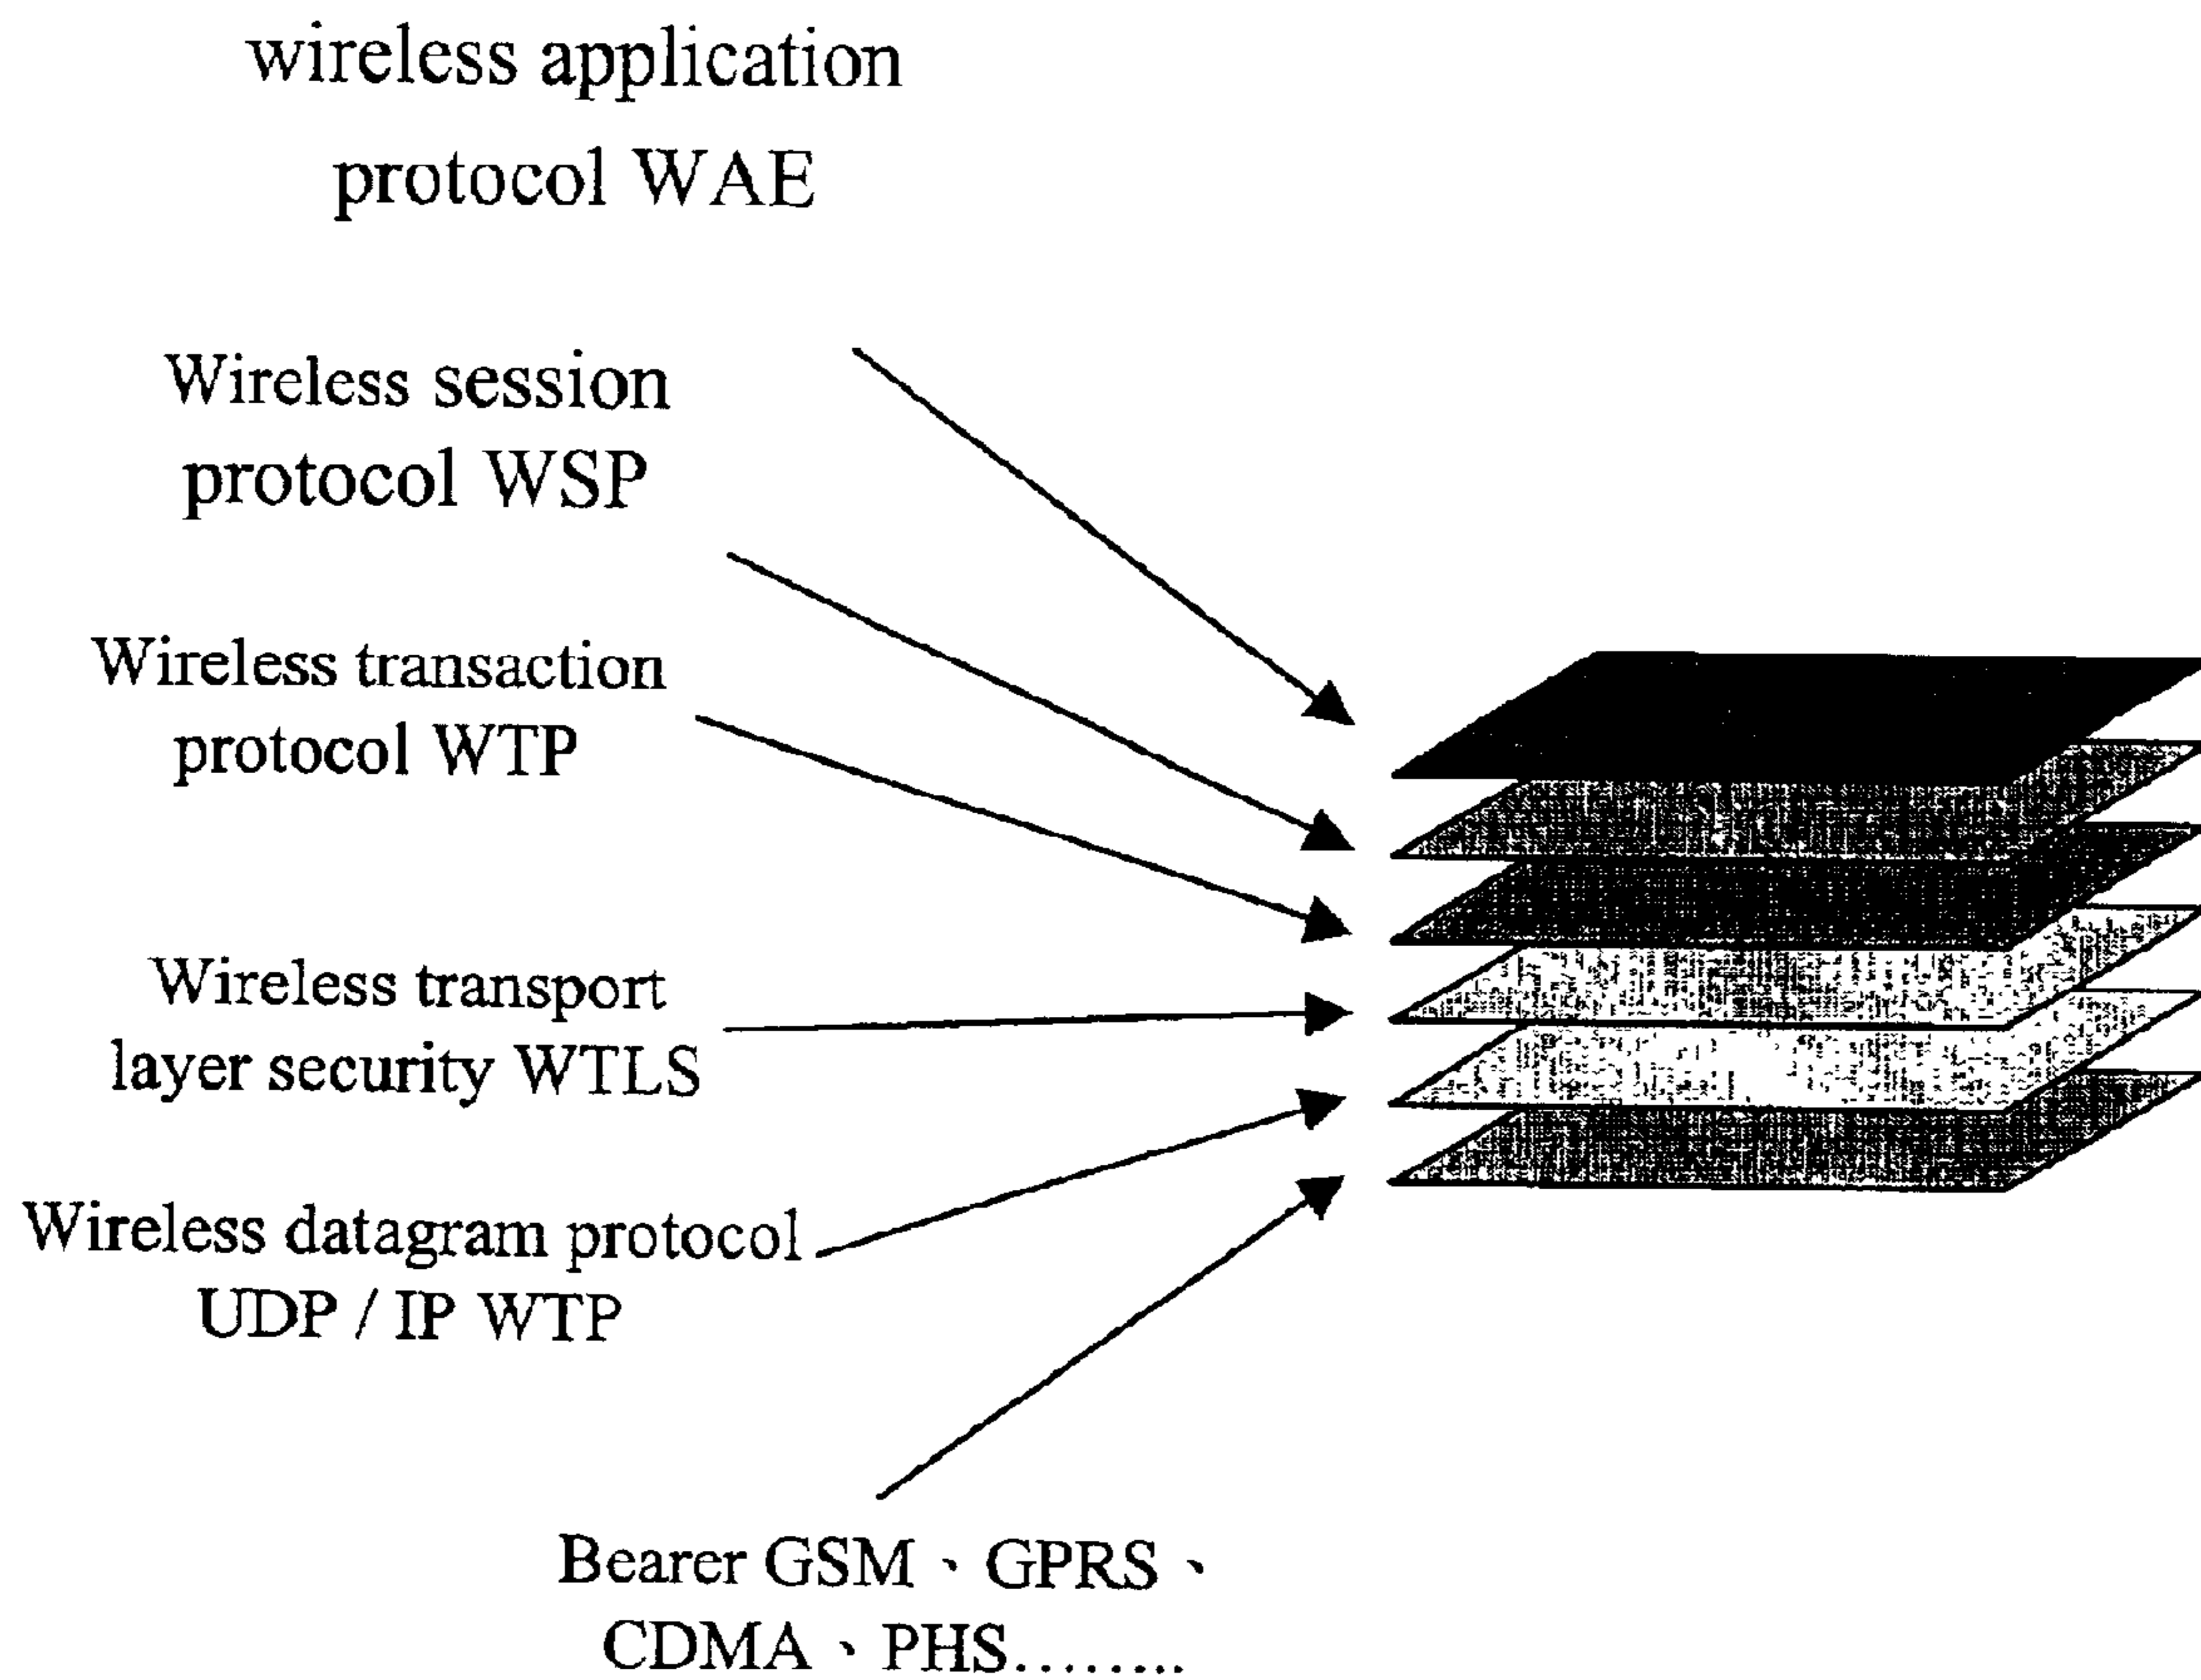 wireless application
protocol WAE
Wireless session
protocol WSP
Wireless transaction
protocol WTP
Wireless transport
layer security WTLS
Wireless datagram protocol
UDP / IP WTP
Bearer GSM、GPRS、
CDMA、PHS........